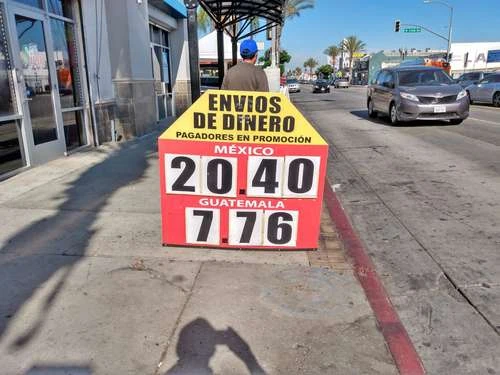 ENVIOS
DE DINERO
PAGADORES EN PROMOCIÓN
MÉXICO
20.40
GUATEMALA
7.76